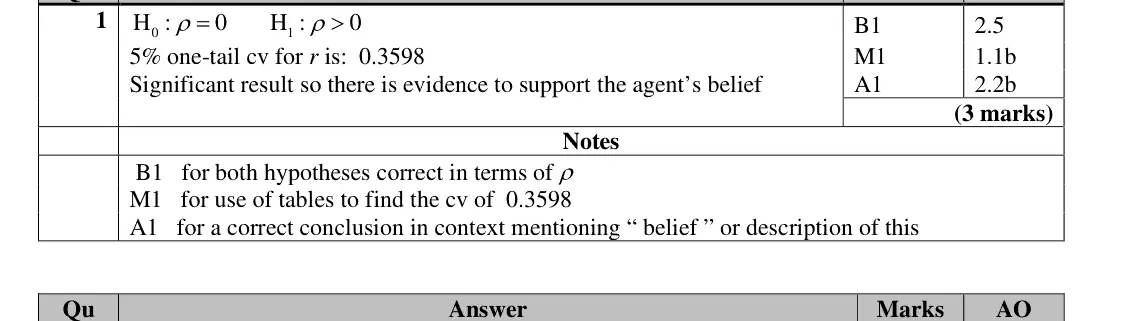 1 H₀ : ρ = 0 H₁ : ρ > 0 B1 2.5
5% one-tail cv for r is: 0.3598 M1 1.1b
Significant result so there is evidence to support the agent’s belief A1 2.2b
(3 marks)
Notes
B1 for both hypotheses correct in terms of ρ
M1 for use of tables to find the cv of 0.3598
A1 for a correct conclusion in context mentioning “ belief ” or description of this
Qu Answer Marks AO